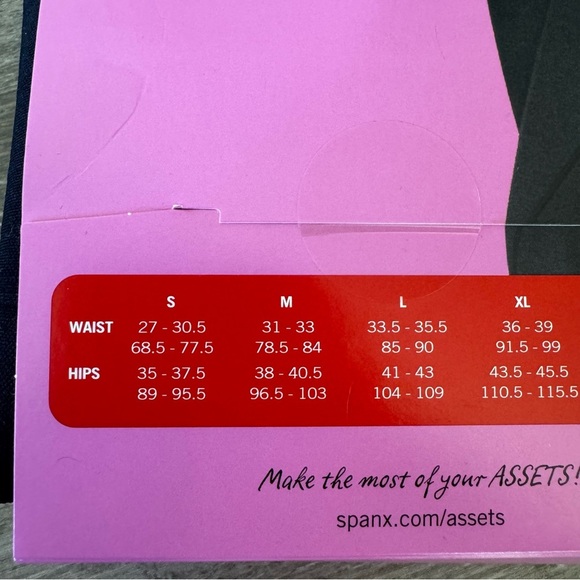 S M L XL
WAIST 27 - 30.5 31 - 33 33.5 - 35.5 36 - 39
68.5 - 77.5 78.5 - 84 85 - 90 91.5 - 99
HIPS 35 - 37.5 38 - 40.5 41 - 43 43.5 - 45.5
89 - 95.5 96.5 - 103 104 - 109 110.5 - 115.5
Make the most of your ASSETS!
spanx.com/assets